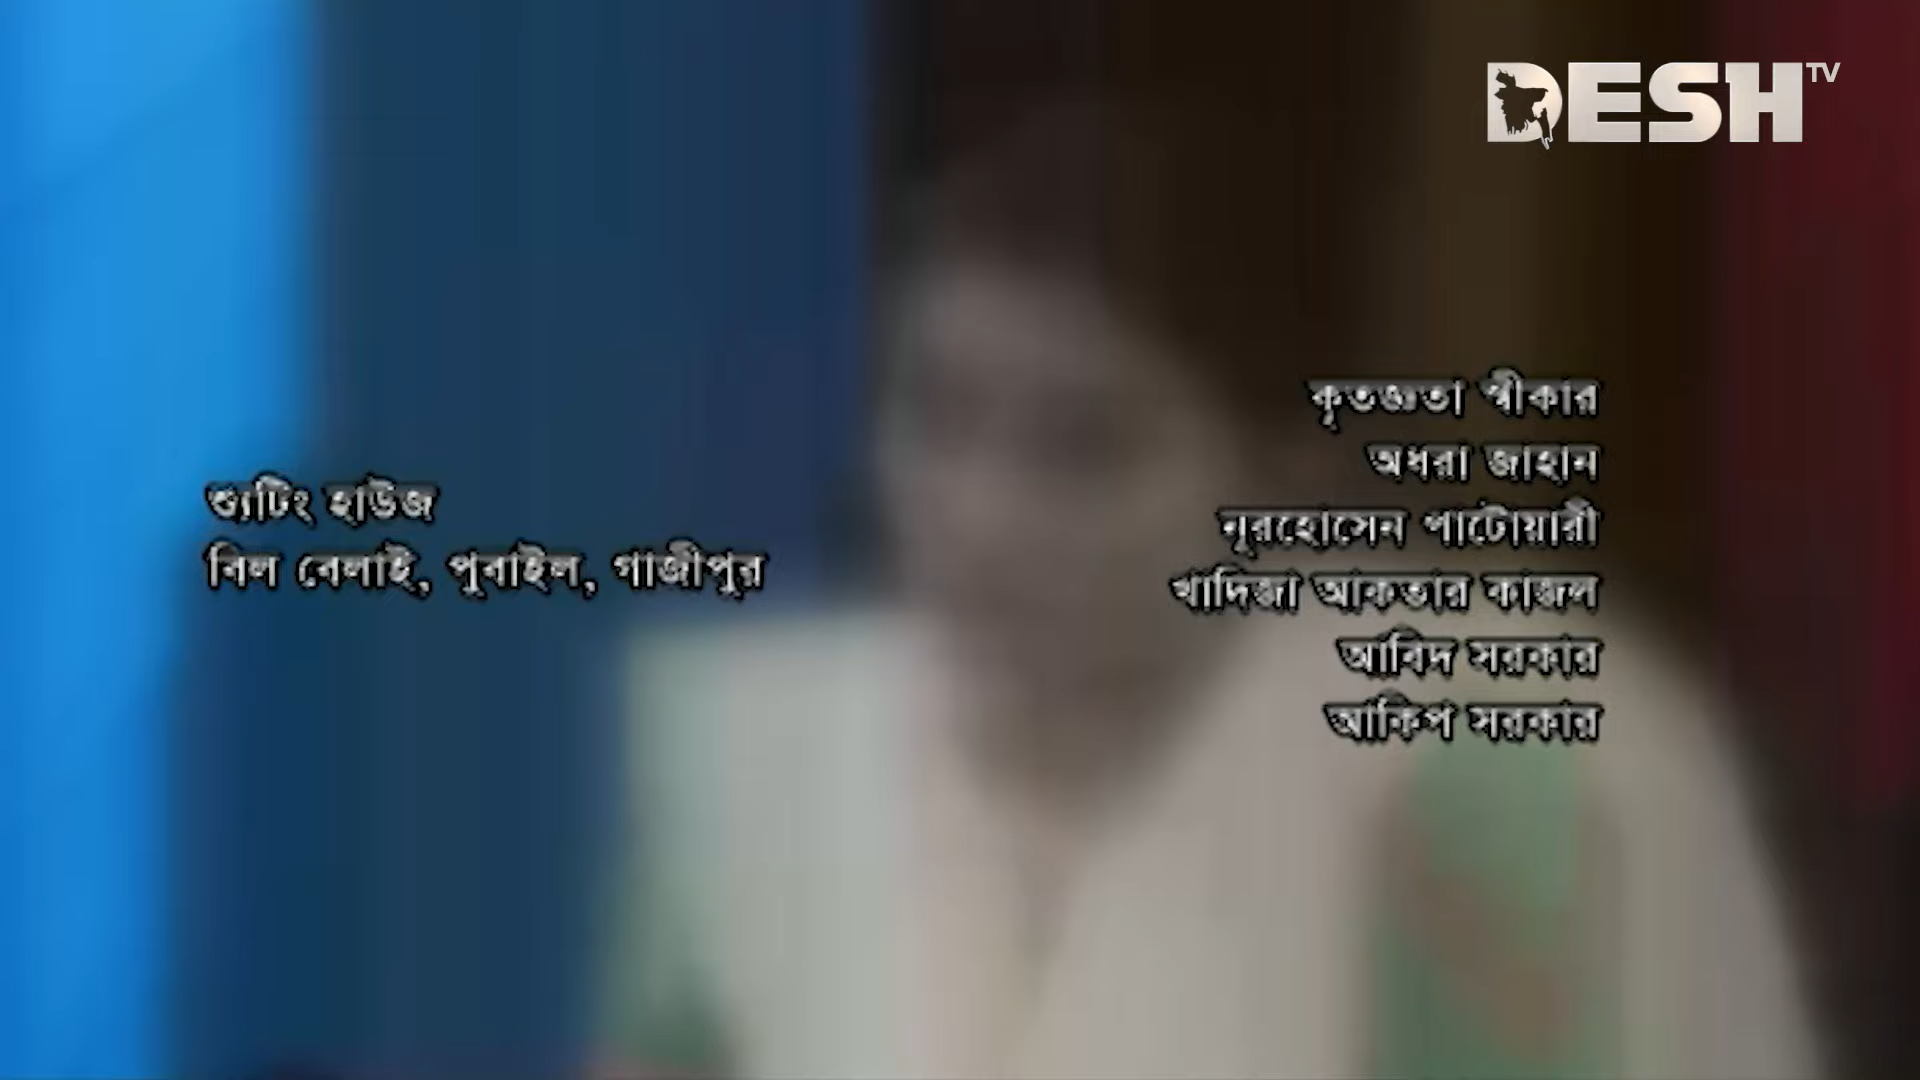 DESH TV
শ্যুটিং হাউজ
বিল বেলাই, পুবাইল, গাজীপুর
কৃতজ্ঞতা স্বীকার
অধরা জাহান
নূরহোসেন পাটোয়ারী
খাদিজা আকতার কাজল
আবিদ সরকার
আকিপ সরকার